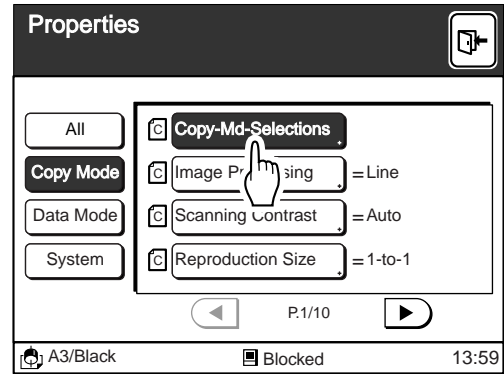 Properties
All
Copy Mode
Data Mode
System
C Copy-Md-Selections
C Image P sing =Line
C Scanning Contrast =Auto
C Reproduction Size =1-to-1
P.1/10
A3/Black Blocked 13:59